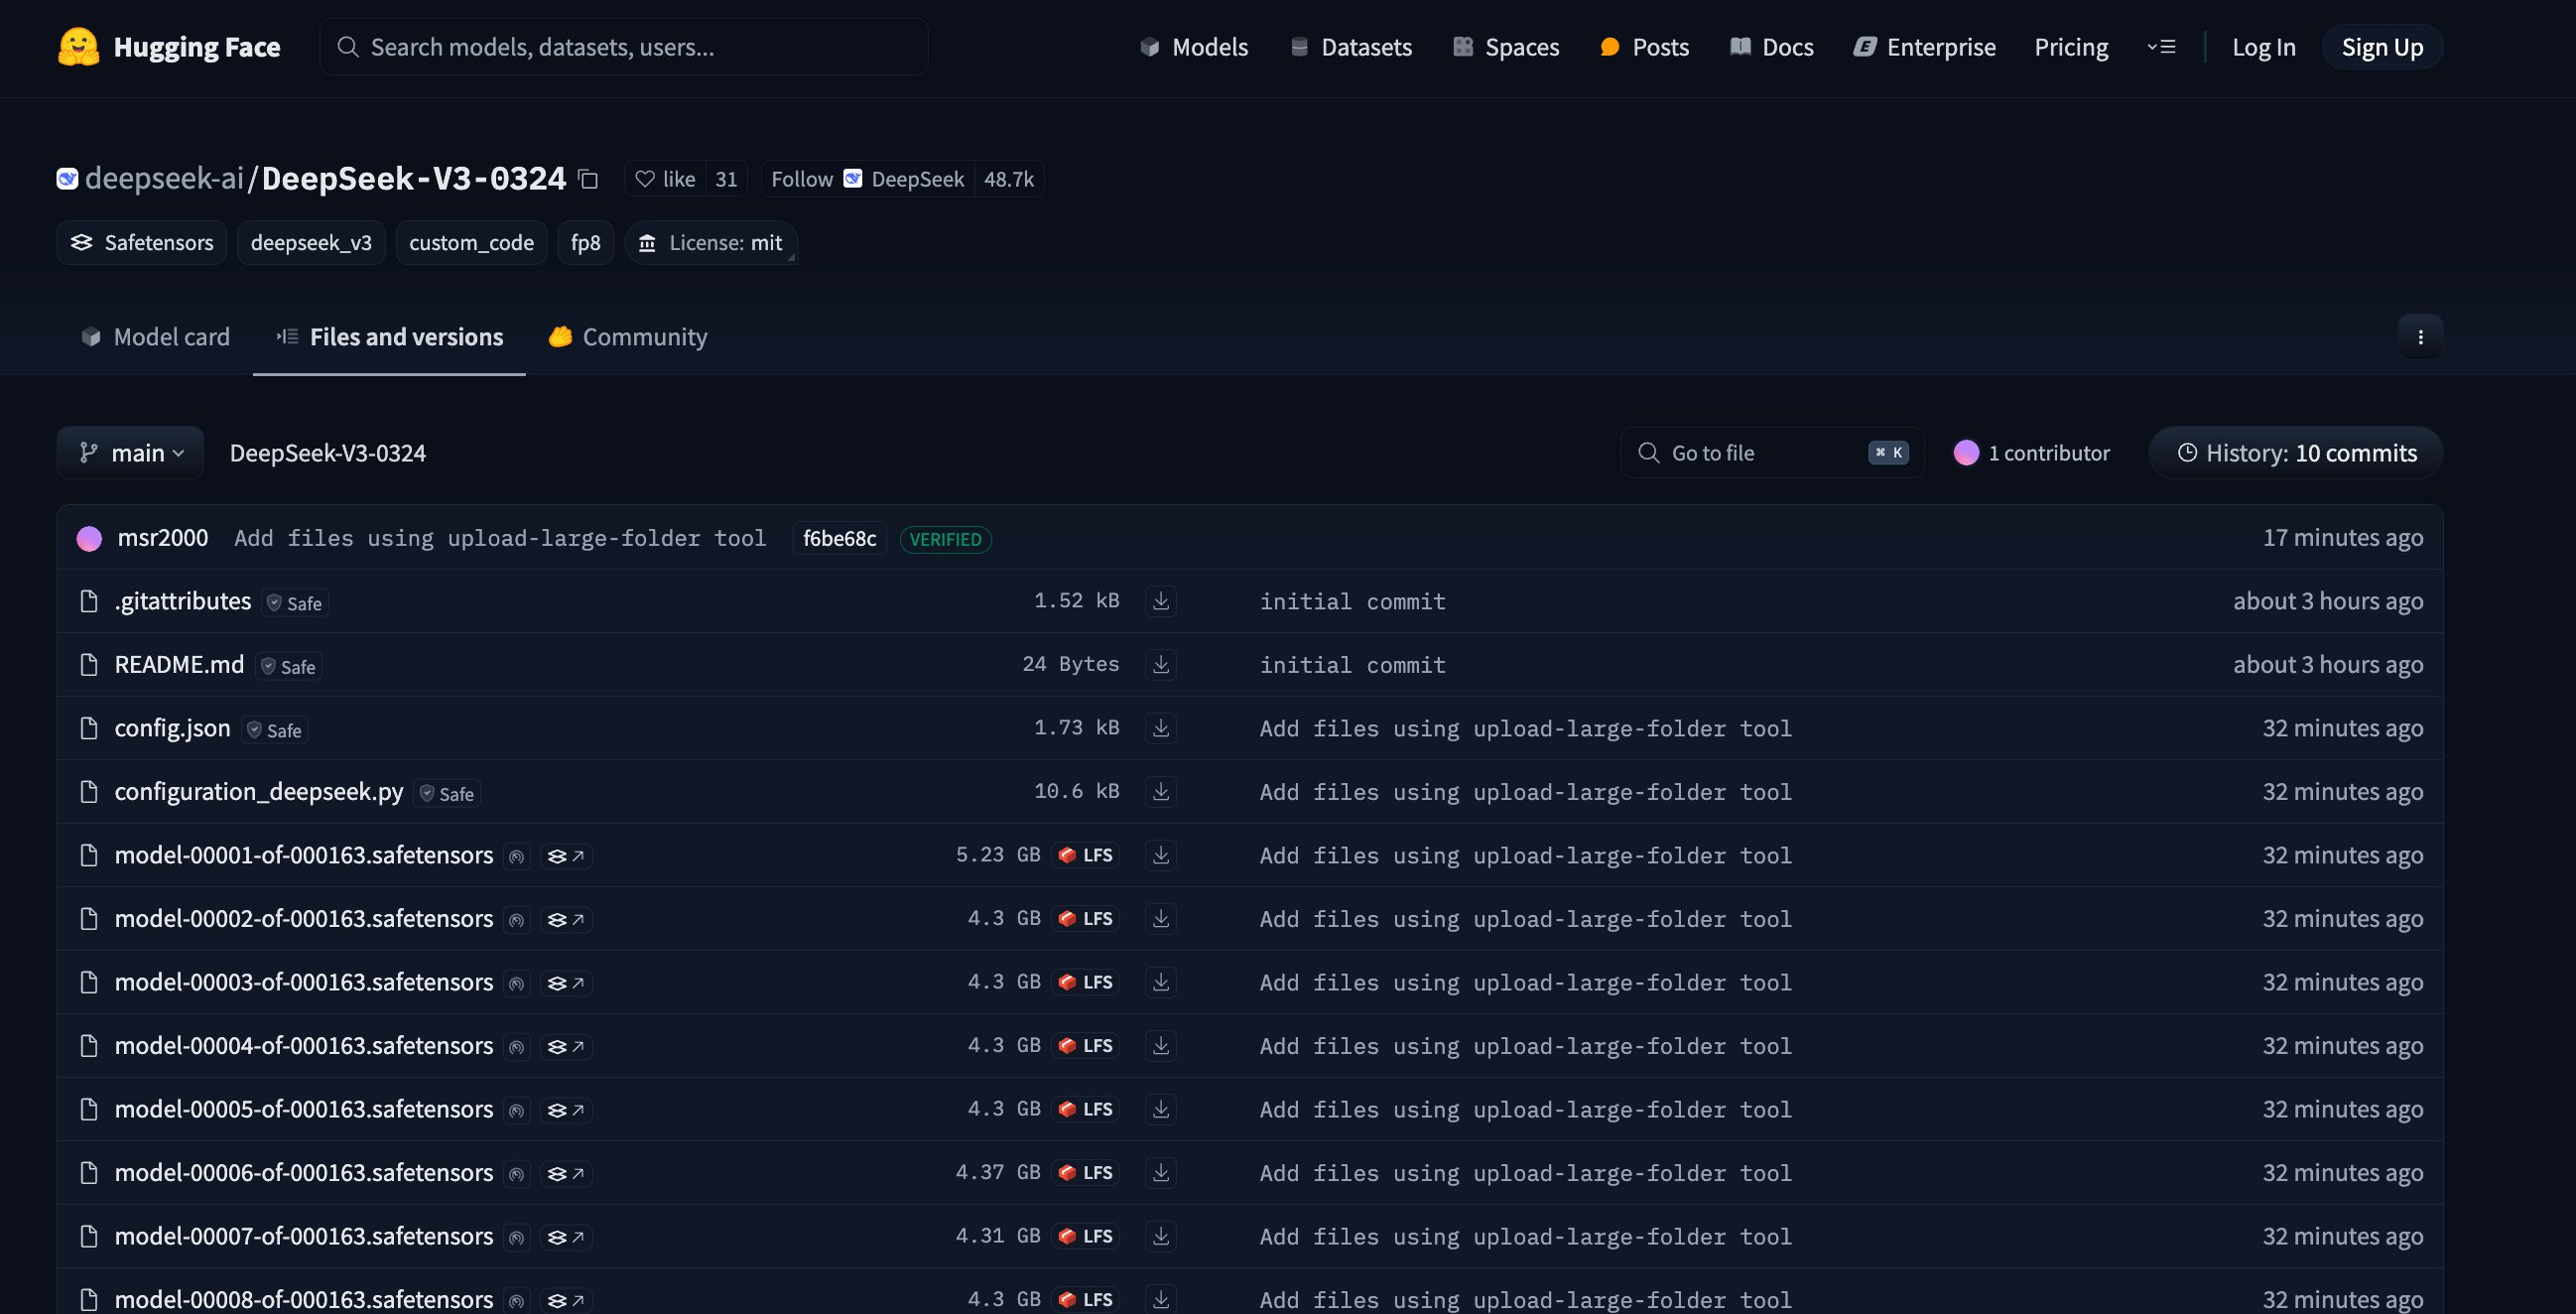 Hugging Face Search models, datasets, users... Models Datasets Spaces Posts Docs Enterprise Pricing Log In Sign Up
deepseek-ai/DeepSeek-V3-0324 like 31 Follow DeepSeek 48.7k
Safetensors deepseek_v3 custom_code fp8 License: mit
Model card Files and versions Community
main DeepSeek-V3-0324 Go to file ⌘ K 1 contributor History: 10 commits
msr2000 Add files using upload-large-folder tool f6be68c VERIFIED 17 minutes ago
.gitattributes Safe 1.52 kB initial commit about 3 hours ago
README.md Safe 24 Bytes initial commit about 3 hours ago
config.json Safe 1.73 kB Add files using upload-large-folder tool 32 minutes ago
configuration_deepseek.py Safe 10.6 kB Add files using upload-large-folder tool 32 minutes ago
model-00001-of-000163.safetensors 5.23 GB LFS Add files using upload-large-folder tool 32 minutes ago
model-00002-of-000163.safetensors 4.3 GB LFS Add files using upload-large-folder tool 32 minutes ago
model-00003-of-000163.safetensors 4.3 GB LFS Add files using upload-large-folder tool 32 minutes ago
model-00004-of-000163.safetensors 4.3 GB LFS Add files using upload-large-folder tool 32 minutes ago
model-00005-of-000163.safetensors 4.3 GB LFS Add files using upload-large-folder tool 32 minutes ago
model-00006-of-000163.safetensors 4.37 GB LFS Add files using upload-large-folder tool 32 minutes ago
model-00007-of-000163.safetensors 4.31 GB LFS Add files using upload-large-folder tool 32 minutes ago
model-00008-of-000163.safetensors 4.3 GB LFS Add files using upload-large-folder tool 32 minutes ago